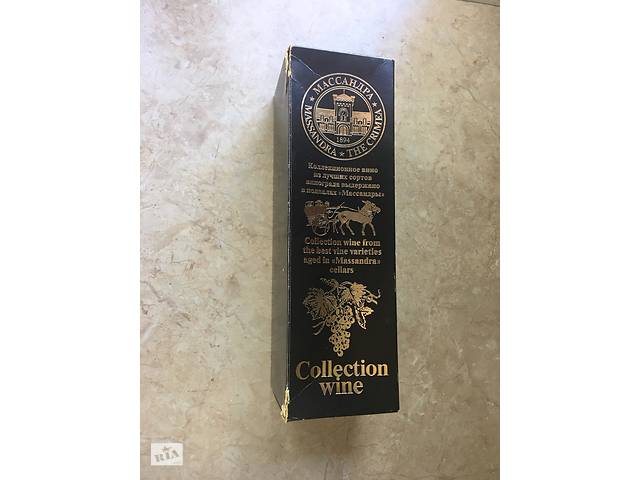 ★ МАССАНДРА ★
MASSANDRA ★ THE CRIMEA
1894
Коллекционное вино
из лучших сортов
винограда выдержано
в подвалах «Массандры»
Collection wine from
the best vine varieties
aged in «Massandra»
cellars
Collection
wine
RIA